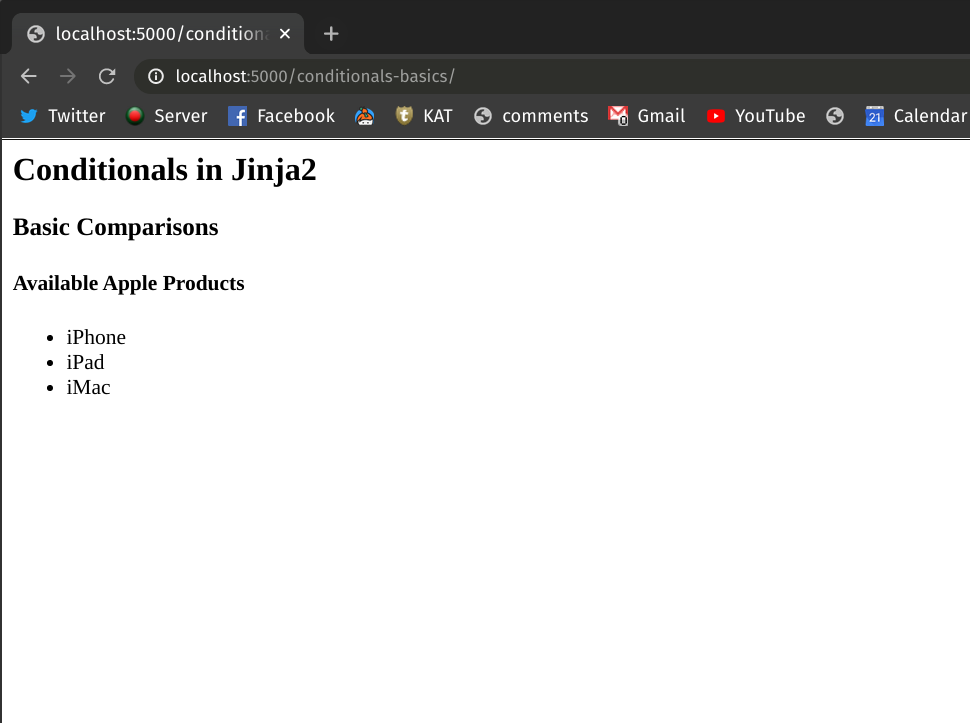 localhost:5000/conditiona
localhost:5000/conditionals-basics/
Twitter Server Facebook KAT comments Gmail YouTube 21 Calendar
Conditionals in Jinja2
Basic Comparisons
Available Apple Products
iPhone
iPad
iMac